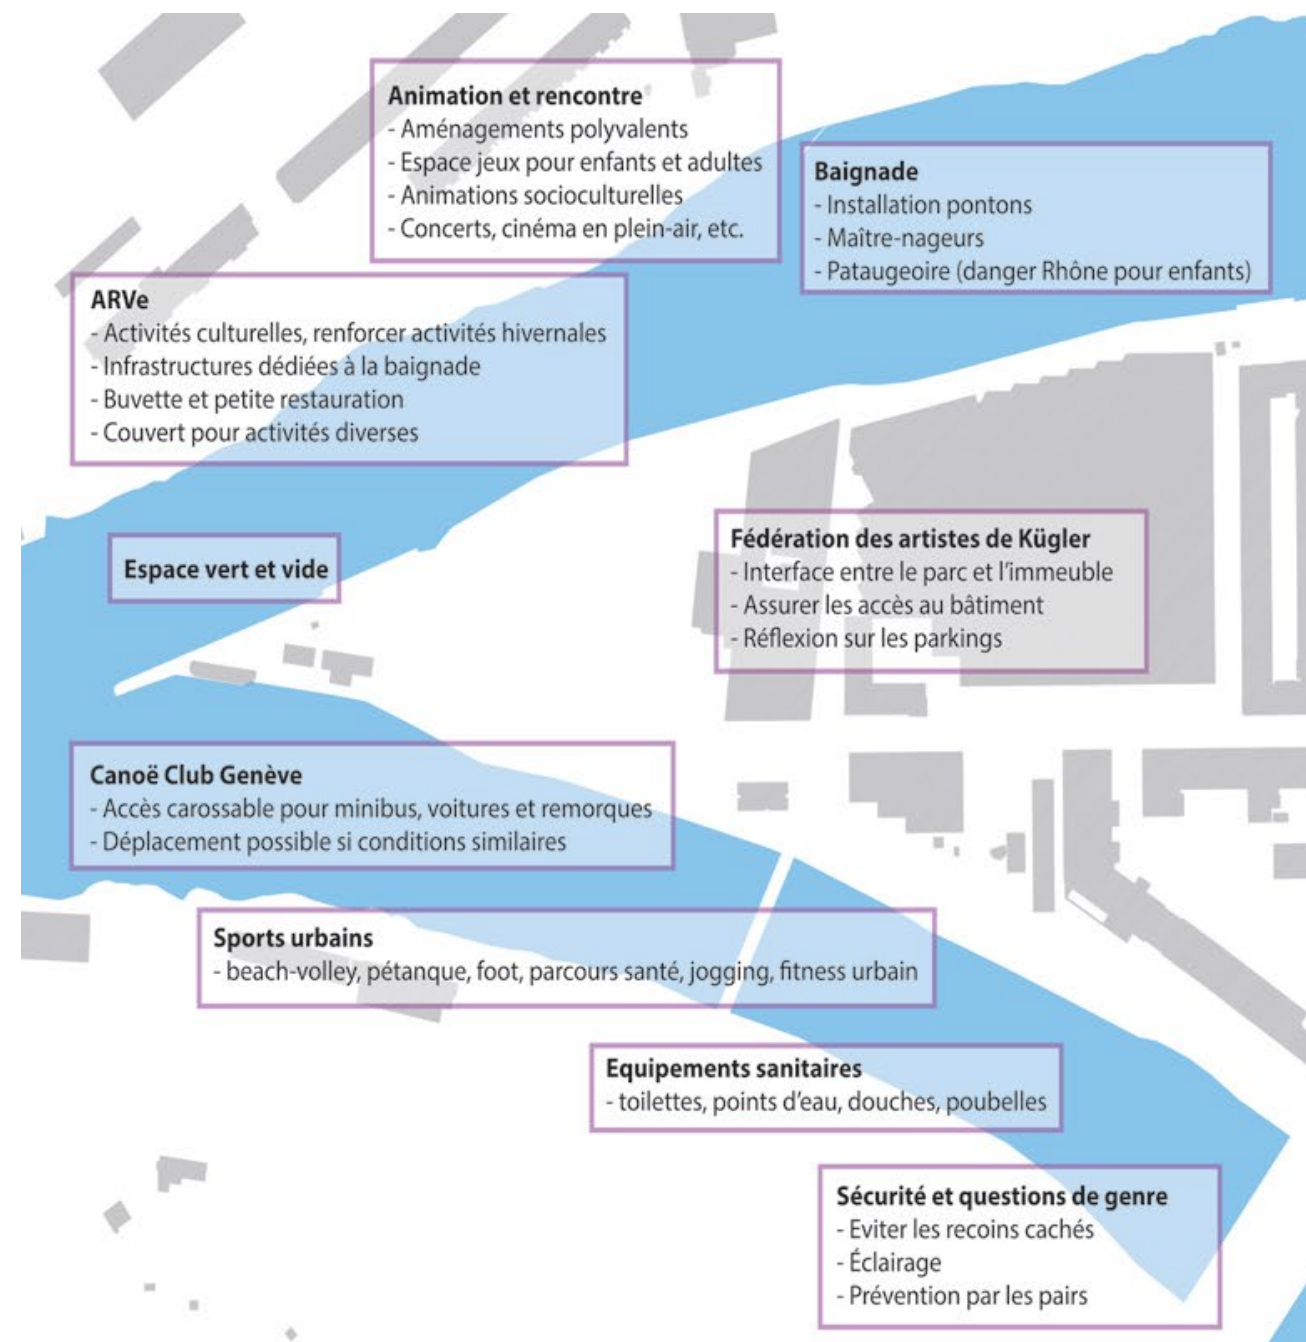 Animation et rencontre
- Aménagements polyvalents
- Espace jeux pour enfants et adultes
- Animations socioculturelles
- Concerts, cinéma en plein-air, etc.
Baignade
- Installation pontons
- Maître-nageurs
- Pataugeoire (danger Rhône pour enfants)
ARVe
- Activités culturelles, renforcer activités hivernales
- Infrastructures dédiées à la baignade
- Buvette et petite restauration
- Couvert pour activités diverses
Espace vert et vide
Fédération des artistes de Kügler
- Interface entre le parc et l'immeuble
- Assurer les accès au bâtiment
- Réflexion sur les parkings
Canoë Club Genève
- Accès carossable pour minibus, voitures et remorques
- Déplacement possible si conditions similaires
Sports urbains
- beach-volley, pétanque, foot, parcours santé, jogging, fitness urbain
Equipements sanitaires
- toilettes, points d'eau, douches, poubelles
Sécurité et questions de genre
- Eviter les recoins cachés
- Éclairage
- Prévention par les pairs